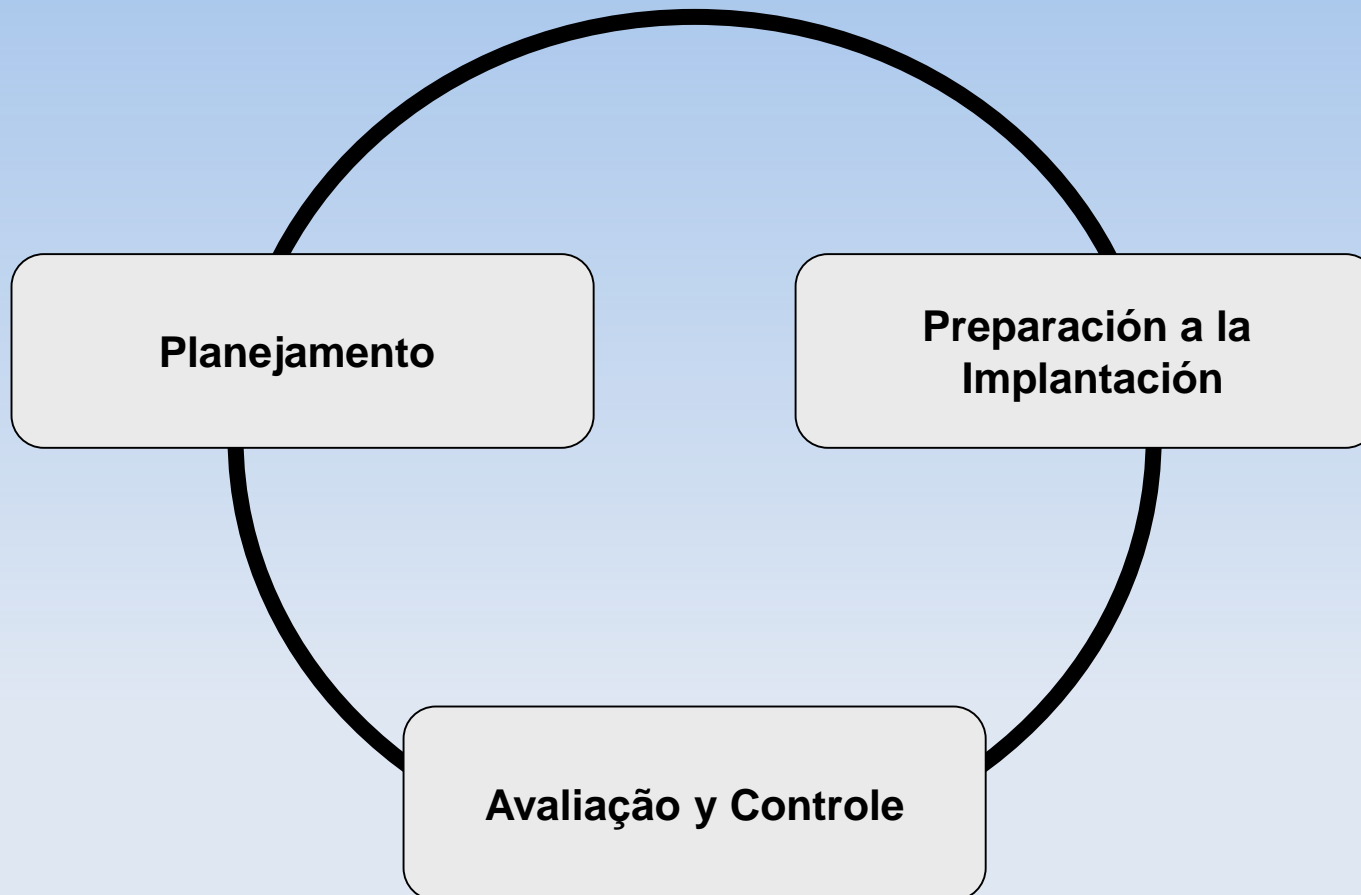 Planejamento
Preparación a la
Implantación
Avaliação y Controle